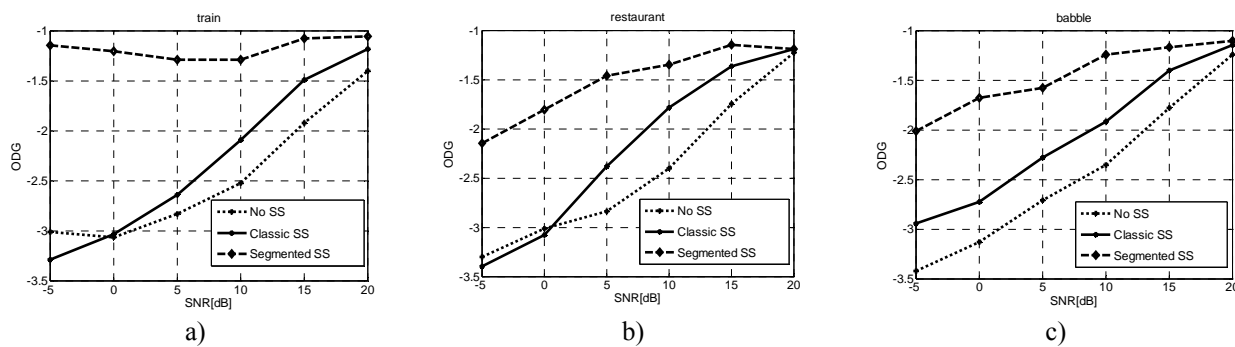 train
-1
-1.5
-2
-2.5
-3
-3.5
ODG
-5 0 5 10 15 20
SNR[dB]
No SS
Classic SS
Segmented SS
a)
restaurant
-1
-1.5
-2
-2.5
-3
-3.5
ODG
-5 0 5 10 15 20
SNR[dB]
No SS
Classic SS
Segmented SS
b)
babble
-1
-1.5
-2
-2.5
-3
-3.5
ODG
-5 0 5 10 15 20
SNR[dB]
No SS
Classic SS
Segmented SS
c)